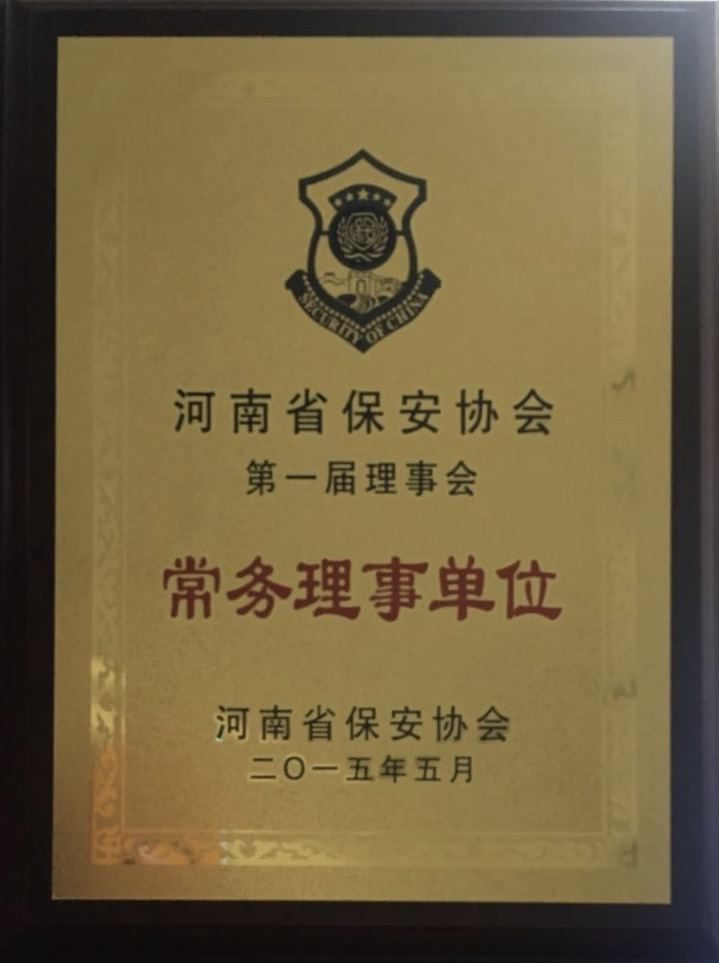 SECURITY OF CHINA
河南省保安协会
第一届理事会
常务理事单位
河南省保安协会
二〇一五年五月